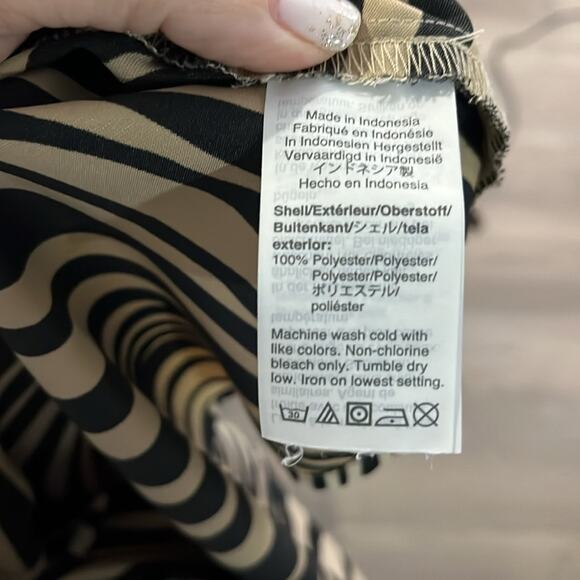 Made in Indonesia
Fabriqué en Indonésie
In Indonesien Hergestellt
Vervaardigd in Indonesië
インドネシア製
Hecho en Indonesia
Shell/Extérieur/Oberstoff/
Buitenkant/シェル/tela
exterior:
100% Polyester/Polyester/
Polyester/Polyester/
ポリエステル/
poliéster
Machine wash cold with
like colors. Non-chlorine
bleach only. Tumble dry
low. Iron on lowest setting.
30